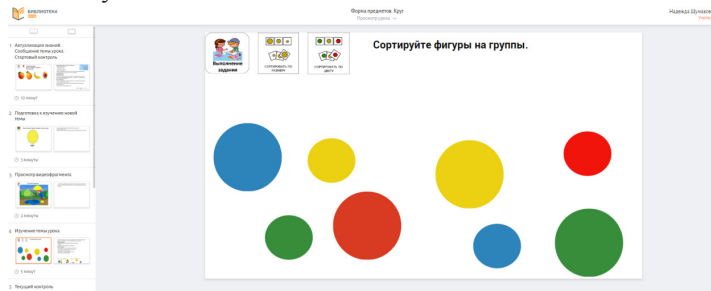 БИБЛИОТЕКА
МЭШ
Форма предметов. Круг
Просмотр урока
Надежда Шумаков
1 Актуализация знаний.
Сообщение темы урока.
Стартовый контроль
10 минут
2 Подготовка к изучению новой
темы
3 минуты
3 Просмотр видеофрагмента
2 минуты
4 Изучение темы урока
5 минут
5 Текущий контроль
Выполнение
задания
СОРТИРОВАТЬ ПО
РАЗМЕРУ
СОРТИРОВАТЬ ПО
ЦВЕТУ
Сортируйте фигуры на группы.